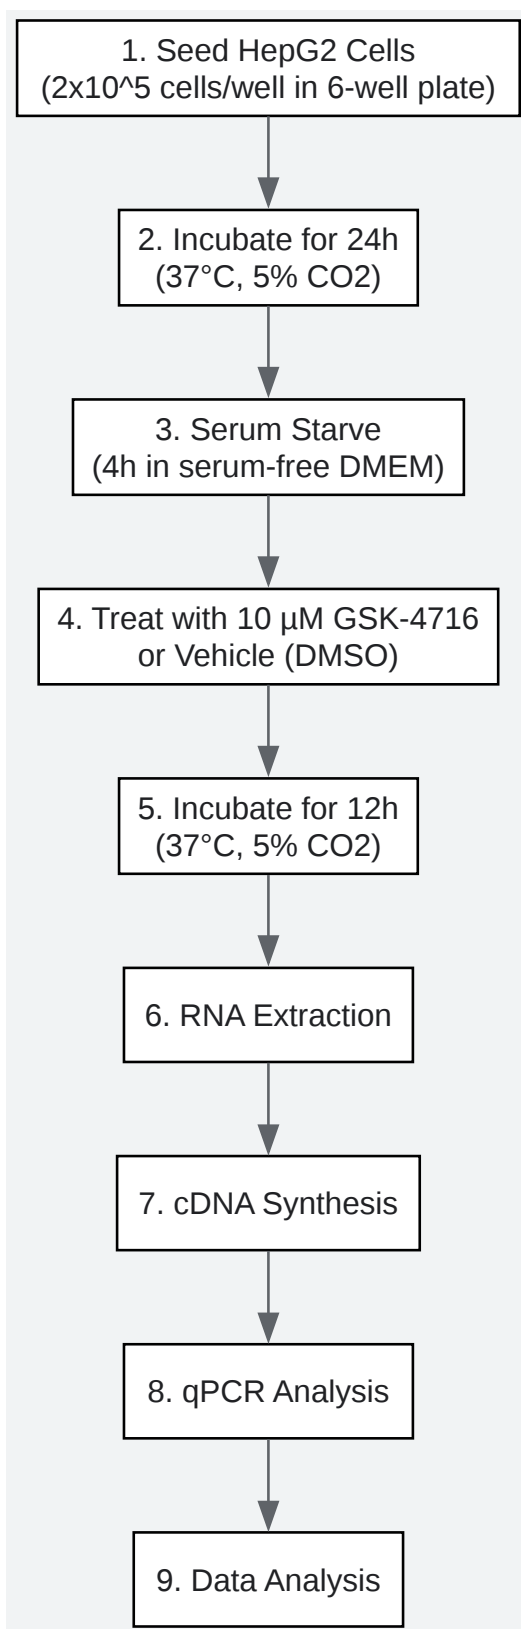 1. Seed HepG2 Cells
(2x10^5 cells/well in 6-well plate)
2. Incubate for 24h
(37°C, 5% CO2)
3. Serum Starve
(4h in serum-free DMEM)
4. Treat with 10 µM GSK-4716
or Vehicle (DMSO)
5. Incubate for 12h
(37°C, 5% CO2)
6. RNA Extraction
7. cDNA Synthesis
8. qPCR Analysis
9. Data Analysis